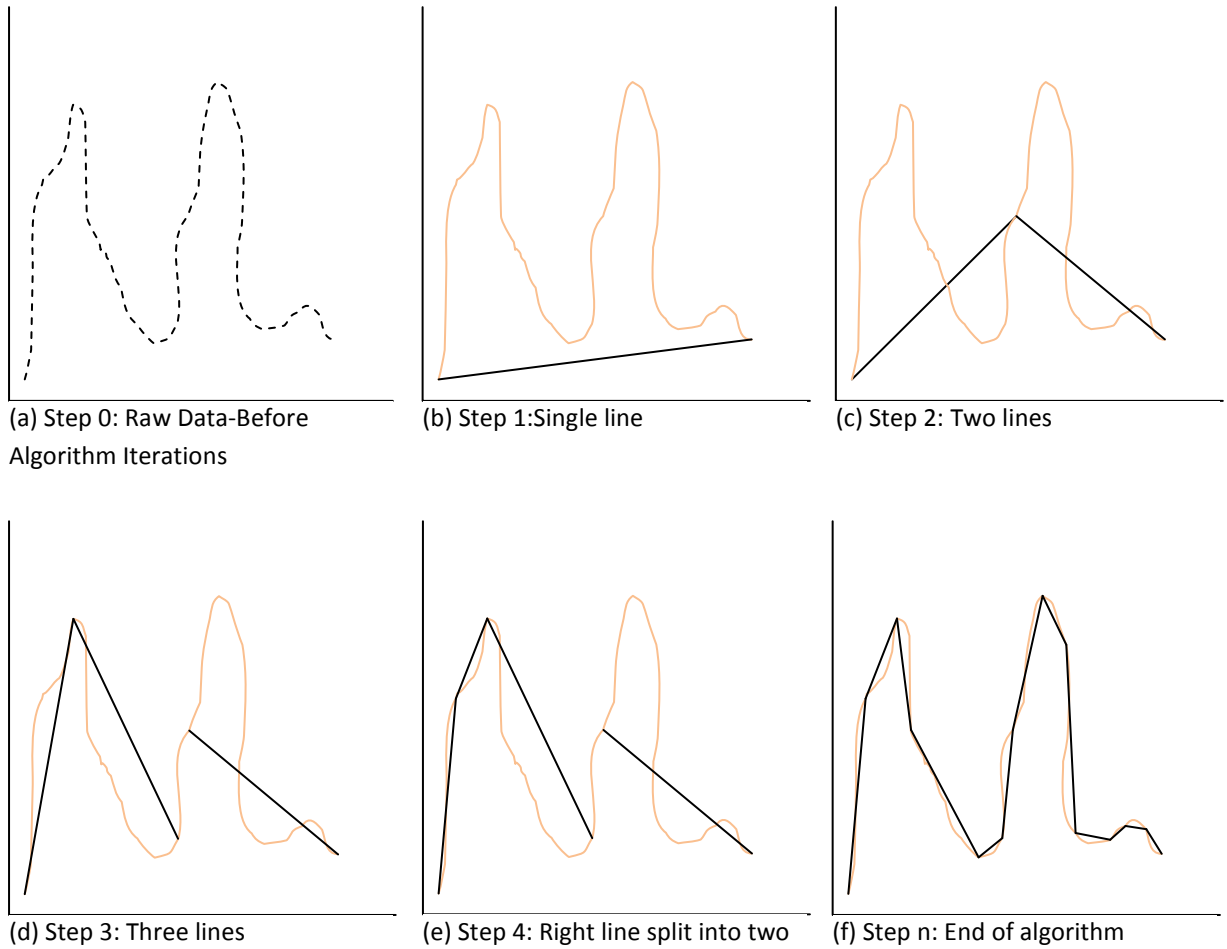 (a) Step 0: Raw Data-Before
Algorithm Iterations
(b) Step 1:Single line
(c) Step 2: Two lines
(d) Step 3: Three lines
(e) Step 4: Right line split into two
(f) Step n: End of algorithm